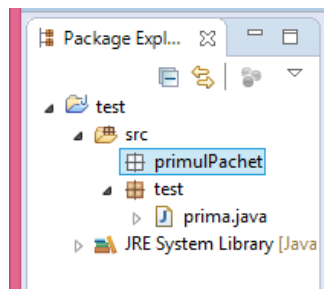 Package Expl...
test
src
primulPachet
test
prima.java
JRE System Library [Java